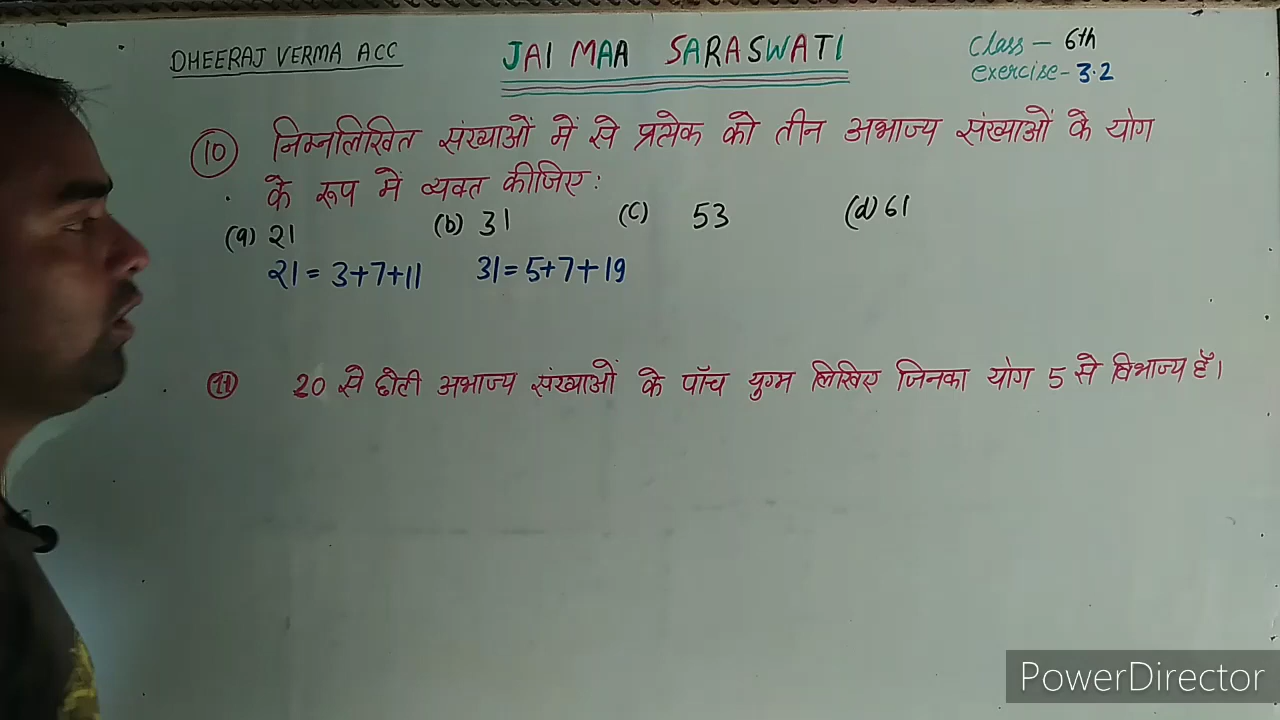 DHEERAJ VERMA ACC
JAI MAA SARASWATI
Class - 6th
exercise - 3.2
(10) निम्नलिखित संख्याओं में से प्रत्येक को तीन अभाज्य संख्याओं के योग
के रूप में व्यक्त कीजिए:
(a) 21 (b) 31 (c) 53 (d) 61
21 = 3+7+11 31 = 5+7+19
(11) 20 से छोटी अभाज्य संख्याओं के पाँच युग्म लिखिए जिनका योग 5 से विभाज्य है।
PowerDirector